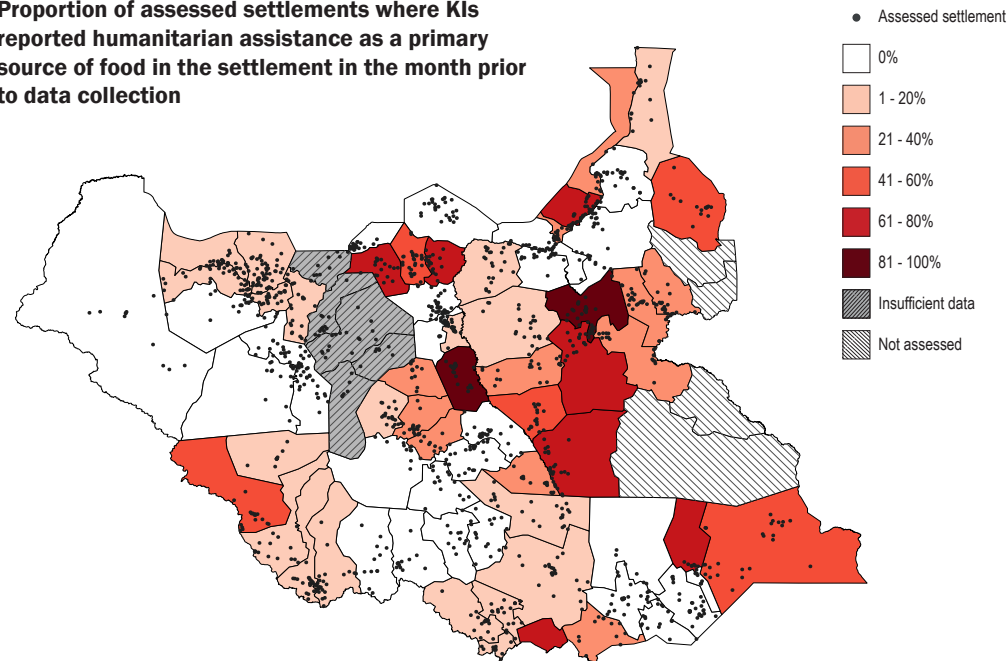 Proportion of assessed settlements where KIs
reported humanitarian assistance as a primary
source of food in the settlement in the month prior
to data collection
Assessed settlement
0%
1 - 20%
21 - 40%
41 - 60%
61 - 80%
81 - 100%
Insufficient data
Not assessed